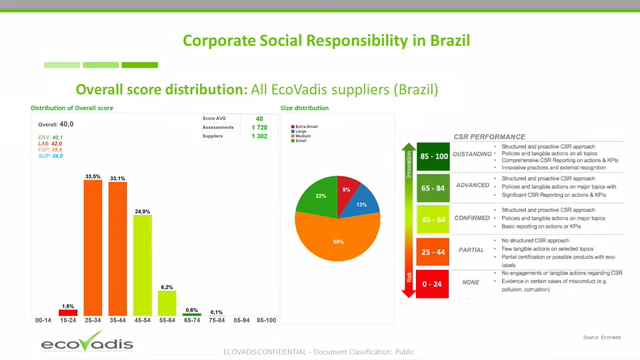 Corporate Social Responsibility in Brazil
Overall score distribution: All EcoVadis suppliers (Brazil)
Distribution of Overall score
Overall: 40,0
ENV: 40,1
LAB: 42,0
SUP: 34,0
Score AVG 40
Assessments 1 720
Suppliers 1 382
1,6%
33,5%
33,1%
24,9%
6,2%
0,6%
0,1%
00-14 15-24 25-34 35-44 45-54 55-64 65-74 75-84 85-94 85-100
Size distribution
Extra-Small
Large
Medium
Small
9%
13%
22%
CSR PERFORMANCE
Innovation
Risk
85 - 100
OUSTANDING
• Structured and proactive CSR approach
• Policies and tangible actions on all topics
• Comprehensive CSR Reporting on actions & KPIs
• Innovative practices and external recognition
65 - 84
ADVANCED
• Structured and proactive CSR approach
• Policies and tangible actions on major topics with
• Significant CSR Reporting on actions & KPIs
45 - 64
CONFIRMED
• Structured and proactive CSR approach
• Policies and tangible actions on major topics
• Basic reporting on actions or KPIs
25 - 44
PARTIAL
• No structured CSR approach
• Few tangible actions on selected topics
• Partial certification or possible products with eco-
labels
0 - 24
NONE
• No engagements or tangible actions regarding CSR
• Evidence in certain cases of misconduct (e.g.
pollution, corruption)
ecoVadis
ECOVADIS CONFIDENTIAL – Document Classification: Public
Source: EcoVadis